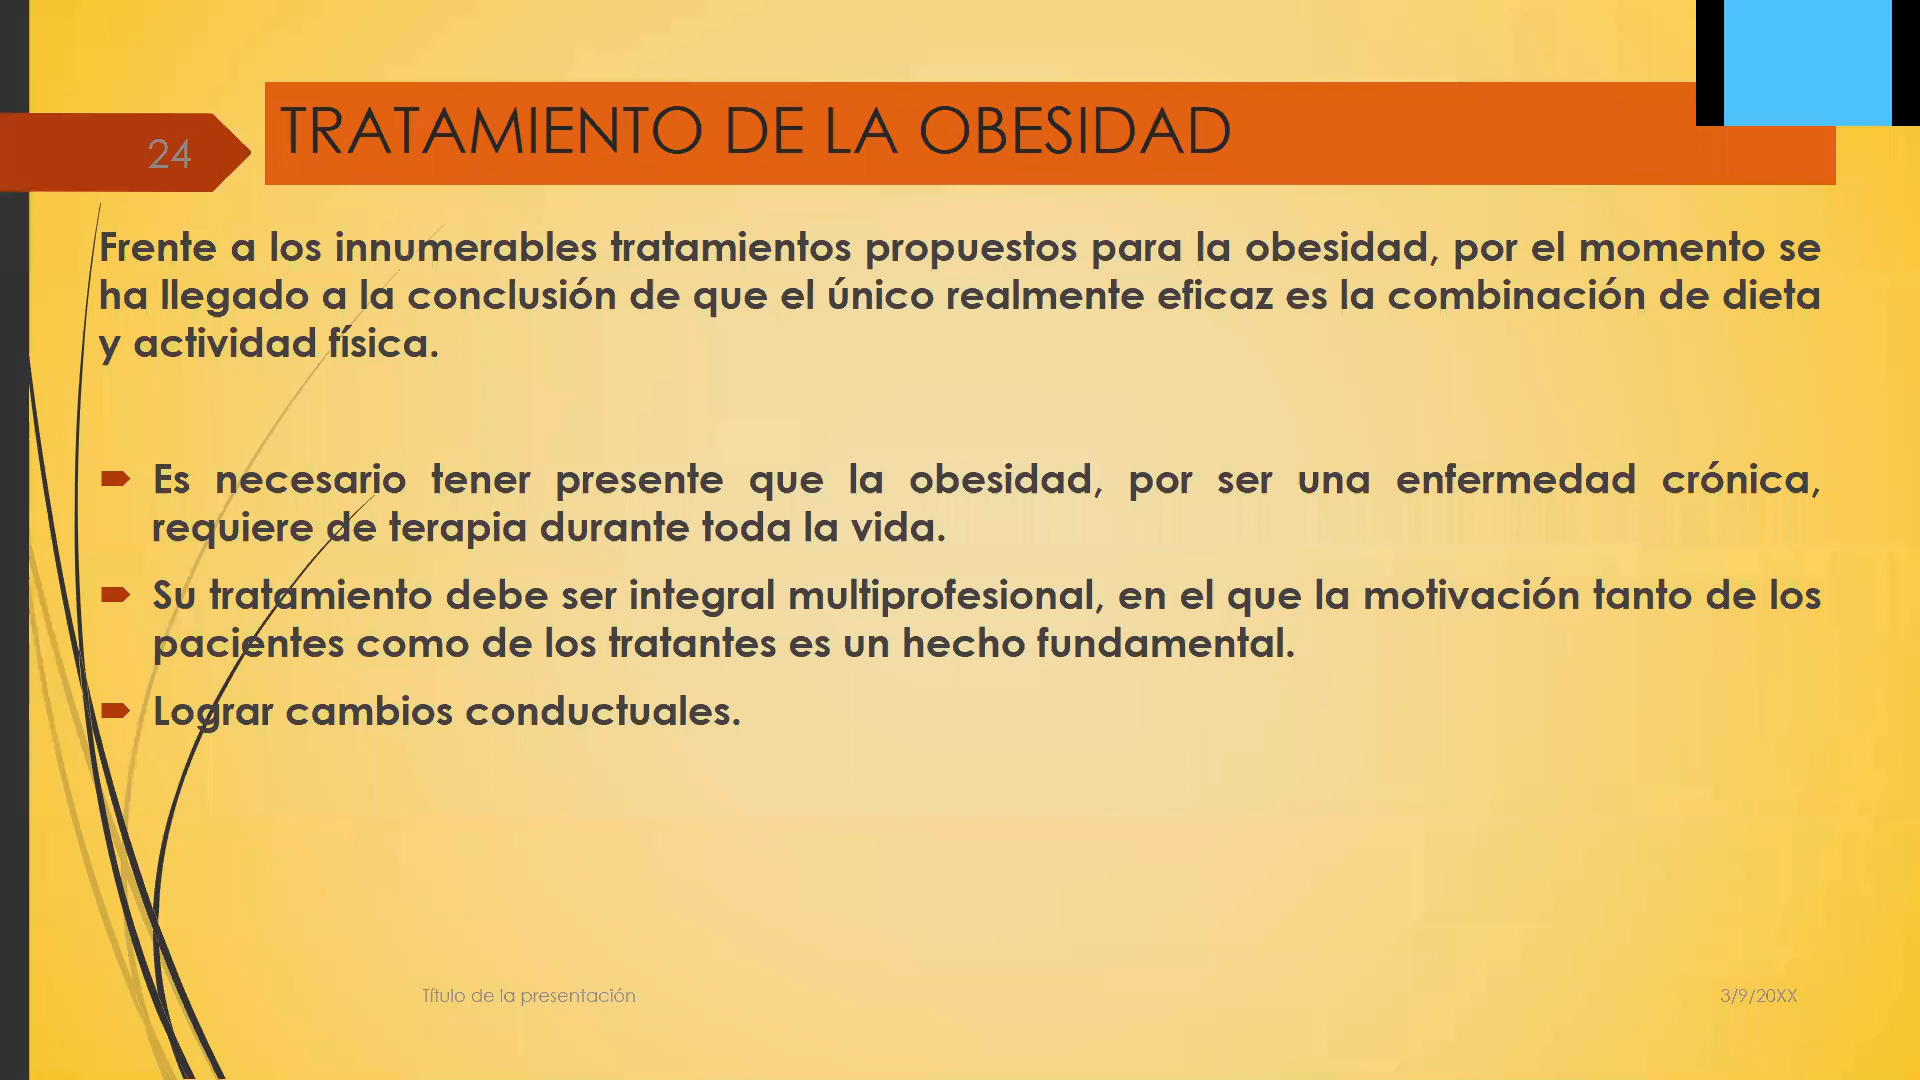 24
TRATAMIENTO DE LA OBESIDAD
Frente a los innumerables tratamientos propuestos para la obesidad, por el momento se
ha llegado a la conclusión de que el único realmente eficaz es la combinación de dieta
y actividad física.
Es necesario tener presente que la obesidad, por ser una enfermedad crónica,
requiere de terapia durante toda la vida.
Su tratamiento debe ser integral multiprofesional, en el que la motivación tanto de los
pacientes como de los tratantes es un hecho fundamental.
Lograr cambios conductuales.
Título de la presentación
3/9/20XX